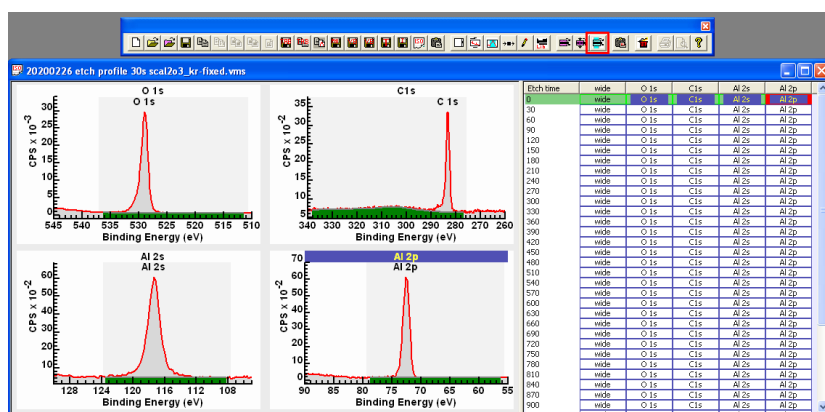 20200226 etch profile 30s scal2o3_kr-fixed.vms
O 1s
O 1s
CPS x 10-3
30
25
20
15
10
5
0
545 540 535 530 525 520 515 510
Binding Energy (eV)
C1s
C 1s
CPS x 10-2
35
30
25
20
15
10
5
340 330 320 310 300 290 280 270 260
Binding Energy (eV)
Al 2s
Al 2s
CPS x 10-2
60
50
40
30
20
10
128 124 120 116 112 108
Binding Energy (eV)
Al 2p
Al 2p
CPS x 10-2
70
60
50
40
30
20
10
90 85 80 75 70 65 60 55
Binding Energy (eV)
Etch time wide O 1s C1s Al 2s Al 2p
0 wide O 1s C1s Al 2s Al 2p
30 wide O 1s C1s Al 2s Al 2p
60 wide O 1s C1s Al 2s Al 2p
90 wide O 1s C1s Al 2s Al 2p
120 wide O 1s C1s Al 2s Al 2p
150 wide O 1s C1s Al 2s Al 2p
180 wide O 1s C1s Al 2s Al 2p
210 wide O 1s C1s Al 2s Al 2p
240 wide O 1s C1s Al 2s Al 2p
270 wide O 1s C1s Al 2s Al 2p
300 wide O 1s C1s Al 2s Al 2p
330 wide O 1s C1s Al 2s Al 2p
360 wide O 1s C1s Al 2s Al 2p
390 wide O 1s C1s Al 2s Al 2p
420 wide O 1s C1s Al 2s Al 2p
450 wide O 1s C1s Al 2s Al 2p
480 wide O 1s C1s Al 2s Al 2p
510 wide O 1s C1s Al 2s Al 2p
540 wide O 1s C1s Al 2s Al 2p
570 wide O 1s C1s Al 2s Al 2p
600 wide O 1s C1s Al 2s Al 2p
630 wide O 1s C1s Al 2s Al 2p
660 wide O 1s C1s Al 2s Al 2p
690 wide O 1s C1s Al 2s Al 2p
720 wide O 1s C1s Al 2s Al 2p
750 wide O 1s C1s Al 2s Al 2p
780 wide O 1s C1s Al 2s Al 2p
810 wide O 1s C1s Al 2s Al 2p
840 wide O 1s C1s Al 2s Al 2p
870 wide O 1s C1s Al 2s Al 2p
900 wide O 1s C1s Al 2s Al 2p